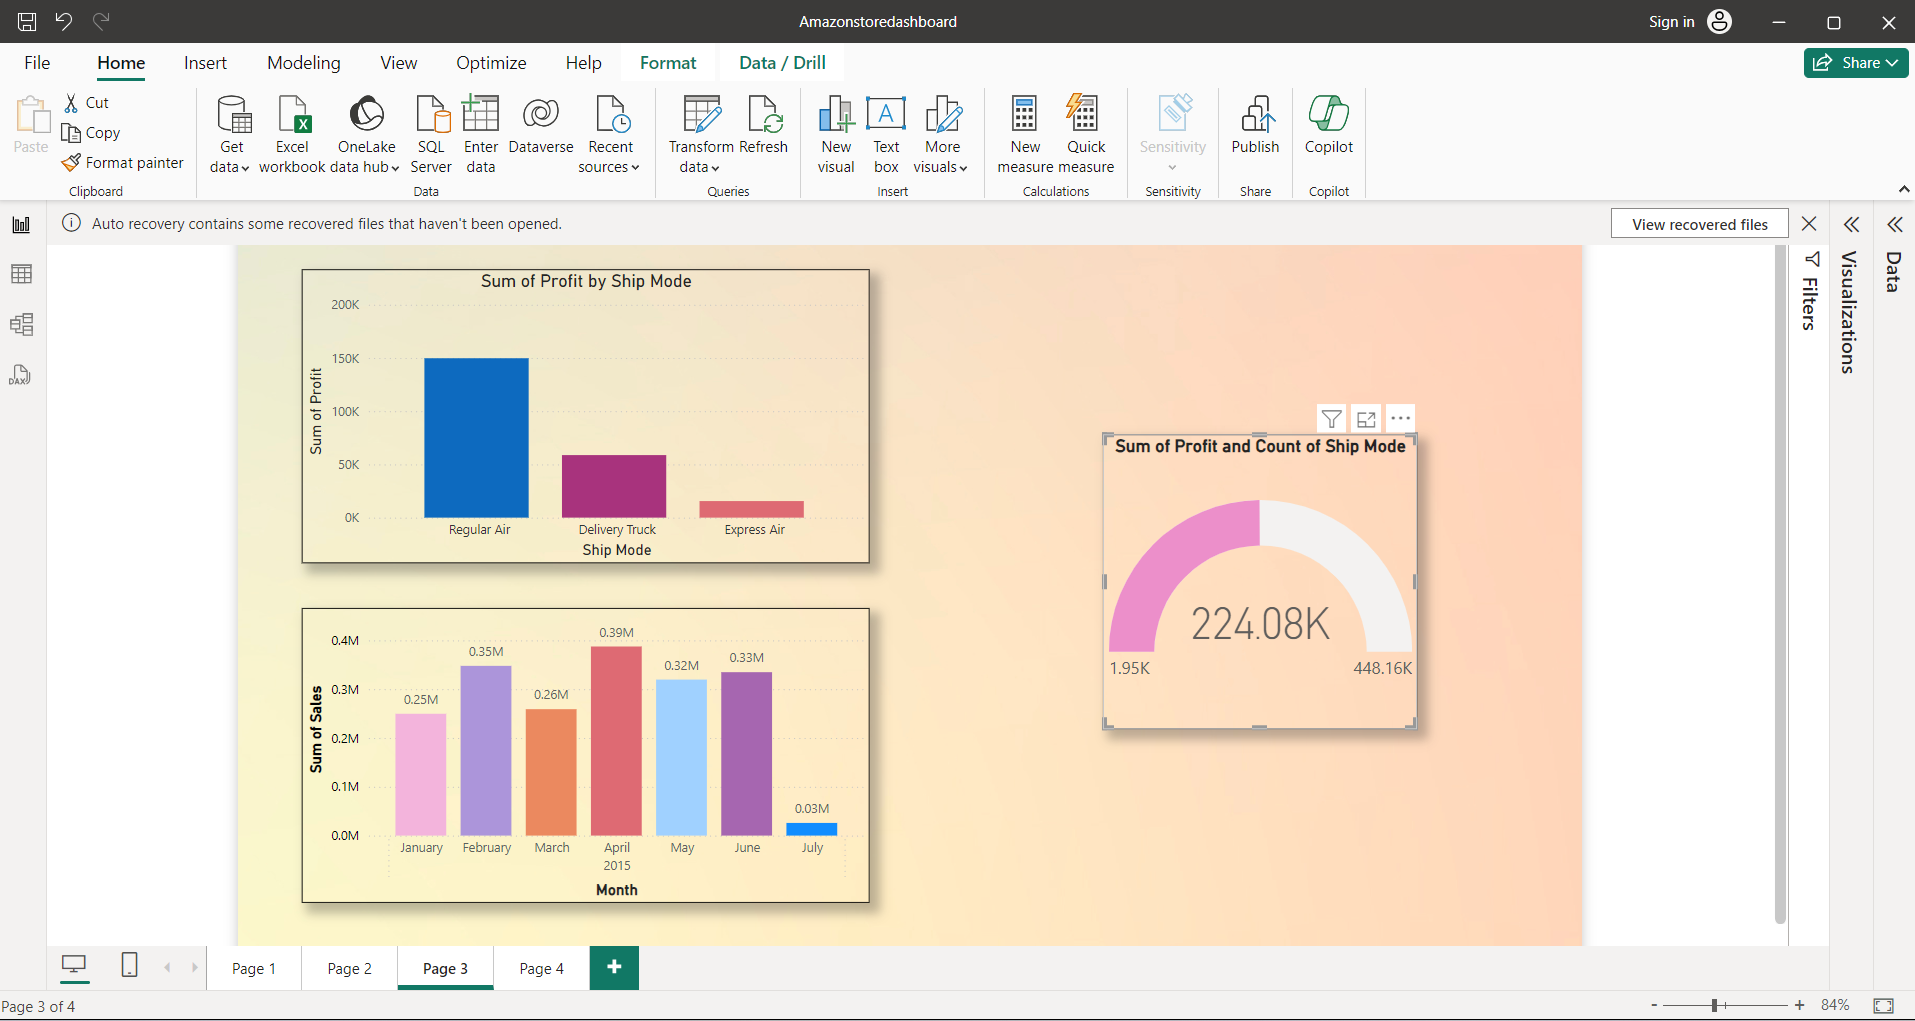 Amazonstoredashboard
Sign in
File Home Insert Modeling View Optimize Help Format Data / Drill
Share
Paste
Cut
Copy
Format painter
Clipboard
Get data
Excel workbook
OneLake data hub
SQL Server
Enter data
Dataverse
Recent sources
Data
Transform data
Refresh
Queries
New visual
Text box
More visuals
Insert
New measure
Quick measure
Calculations
Sensitivity
Sensitivity
Publish
Share
Copilot
Copilot
Auto recovery contains some recovered files that haven't been opened.
View recovered files
DAX
Sum of Profit by Ship Mode
Sum of Profit
200K
150K
100K
50K
0K
Regular Air Delivery Truck Express Air
Ship Mode
Sum of Sales
0.4M
0.3M
0.2M
0.1M
0.0M
0.25M
0.35M
0.26M
0.39M
0.32M
0.33M
0.03M
January February March April May June July
2015
Month
Sum of Profit and Count of Ship Mode
224.08K
1.95K
448.16K
Filters
Visualizations
Data
Page 1 Page 2 Page 3 Page 4
Page 3 of 4
- + 84%